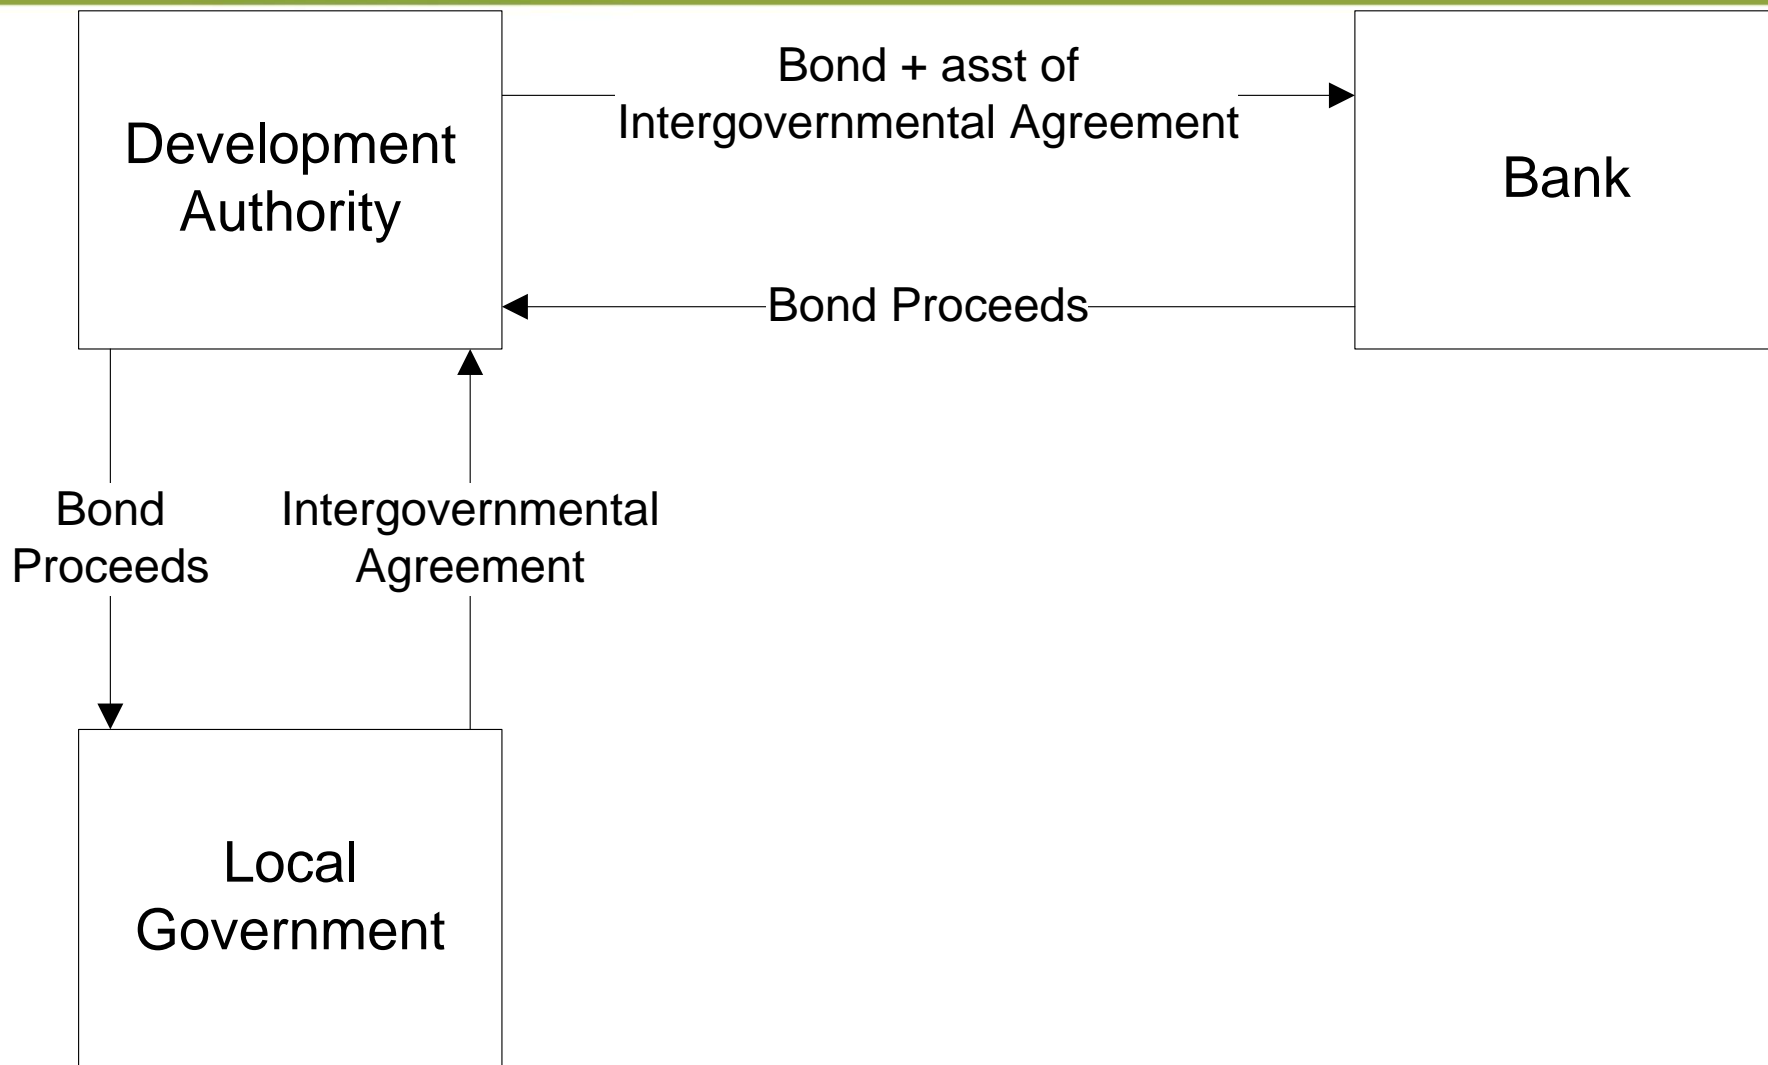 Development
Authority
Bond + asst of
Intergovernmental Agreement
Bank
Bond Proceeds
Bond
Proceeds
Intergovernmental
Agreement
Local
Government